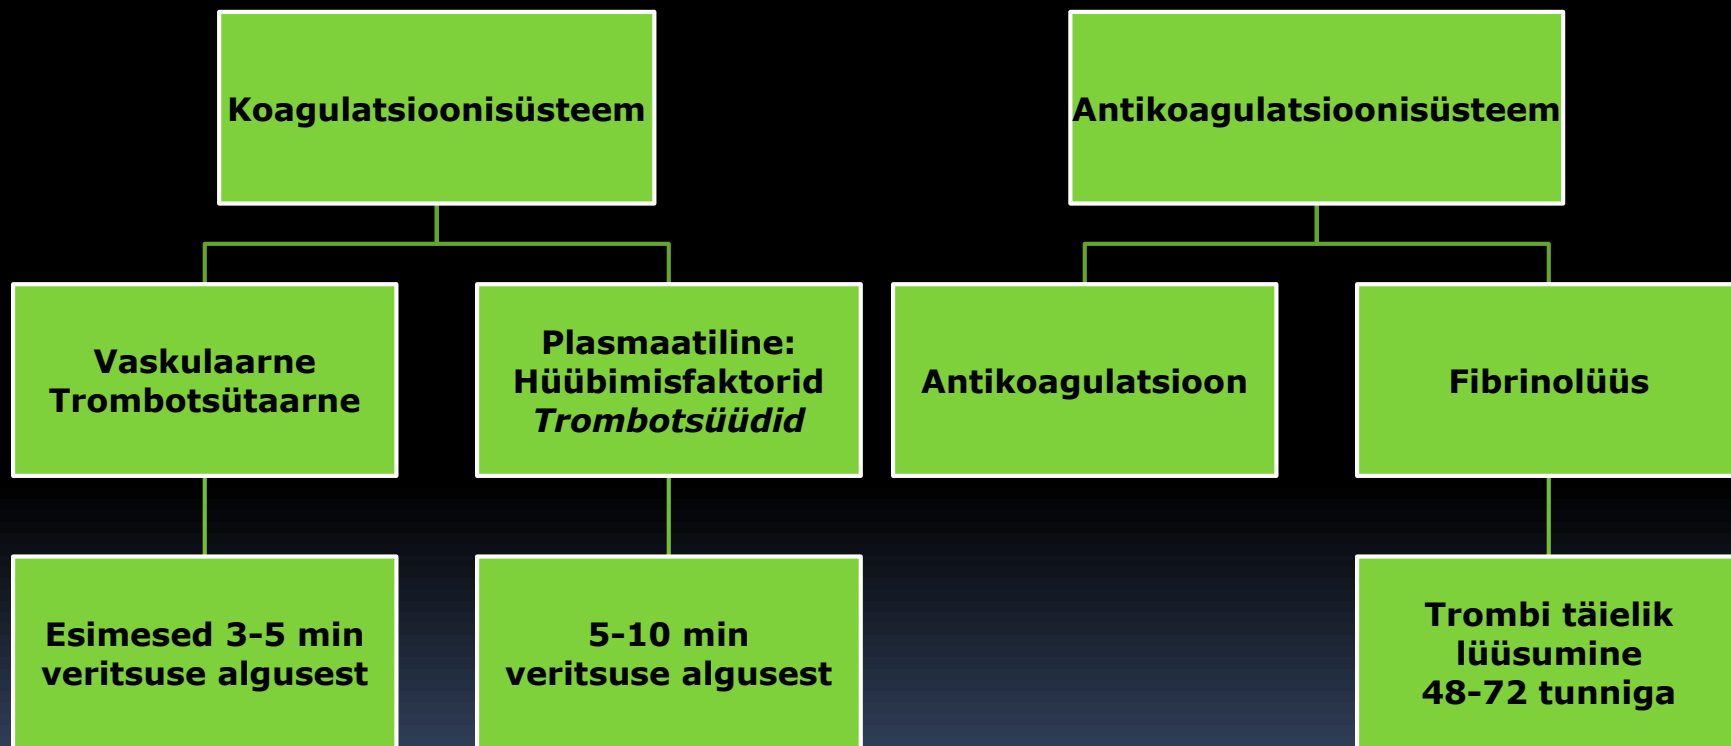 Koagulatsioonisüsteem
Antikoagulatsioonisüsteem
Vaskulaarne
Trombotsütaarne
Plasmaatiline:
Hüübimisfaktorid
Trombotsüüdid
Antikoagulatsioon
Fibrinolüüs
Esimesed 3-5 min
veritsuse algusest
5-10 min
veritsuse algusest
Trombi täielik
lüüsumine
48-72 tunniga